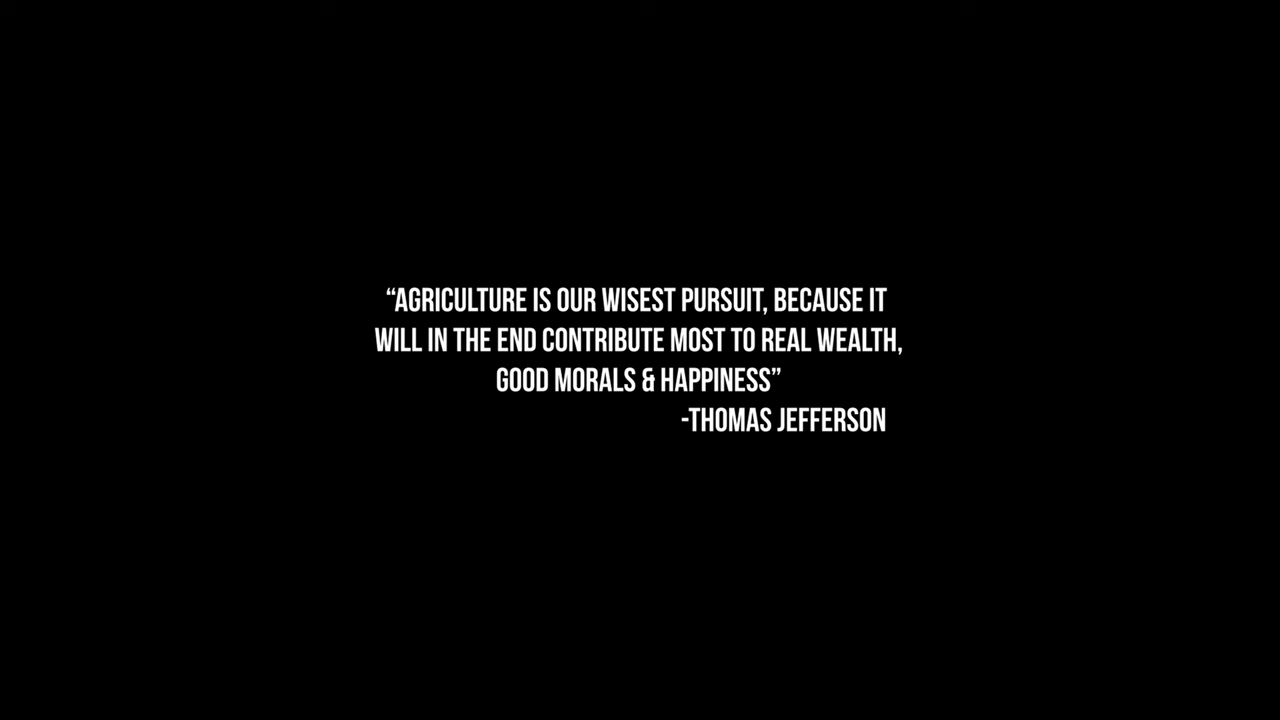 “AGRICULTURE IS OUR WISEST PURSUIT, BECAUSE IT
WILL IN THE END CONTRIBUTE MOST TO REAL WEALTH,
GOOD MORALS & HAPPINESS”
-THOMAS JEFFERSON